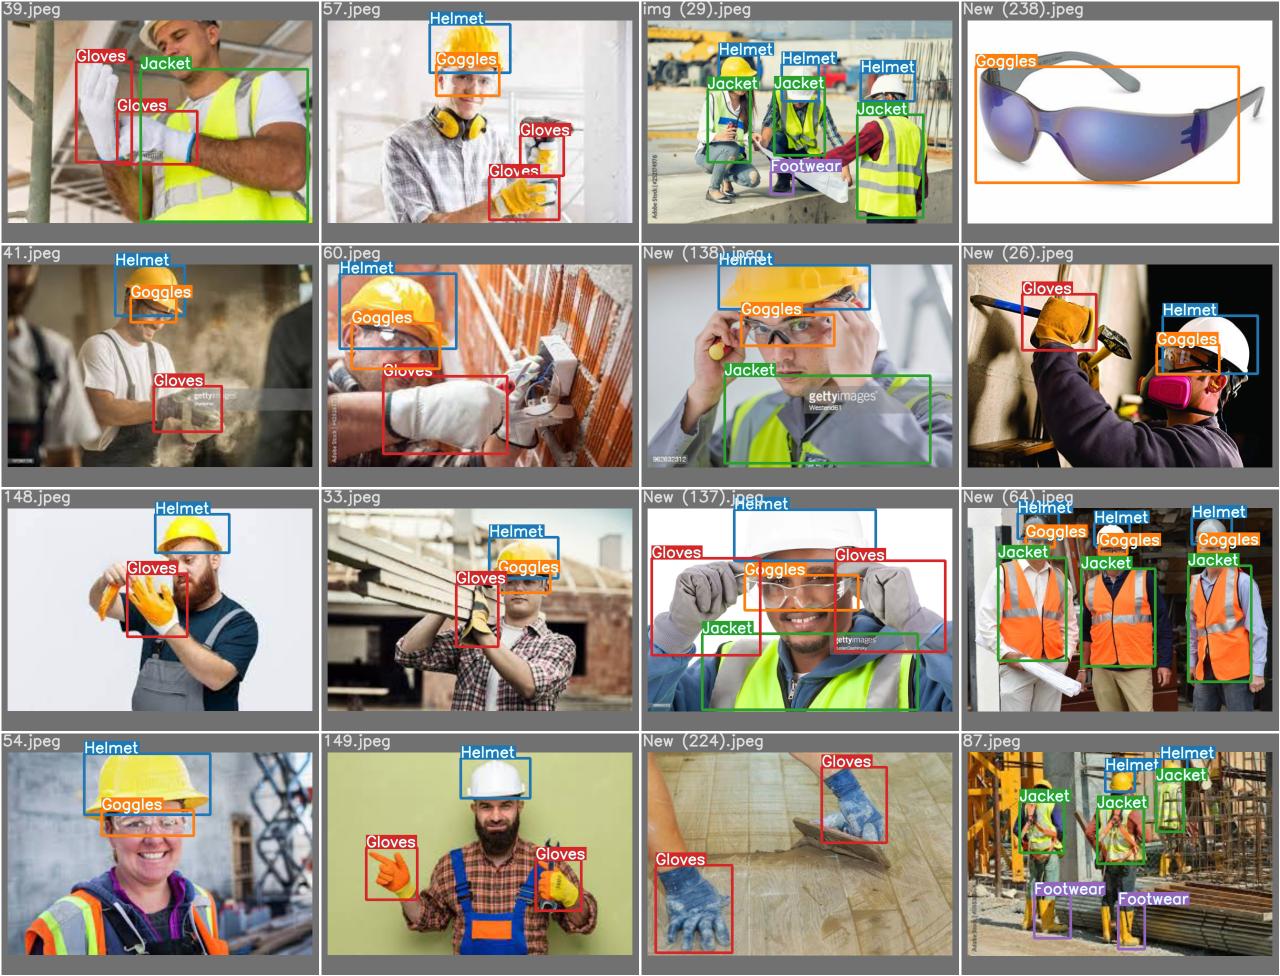 39.jpeg
Gloves
Jacket
Gloves
57.jpeg
Helmet
Goggles
Gloves
Gloves
img (29).jpeg
Helmet
Helmet
Helmet
Jacket
Jacket
Jacket
Footwear
New (238).jpeg
Goggles
41.jpeg
Helmet
Goggles
Gloves
gettyimages
60.jpeg
Helmet
Goggles
Gloves
New (138).jpeg
Helmet
Goggles
Jacket
gettyimages
Westend61
962632312
New (26).jpeg
Gloves
Helmet
Goggles
148.jpeg
Helmet
Gloves
33.jpeg
Helmet
Goggles
Gloves
New (137).jpeg
Helmet
Gloves
Gloves
Goggles
Jacket
gettyimages
New (64).jpeg
Helmet
Helmet
Helmet
Goggles
Goggles
Goggles
Jacket
Jacket
Jacket
54.jpeg
Helmet
Goggles
149.jpeg
Helmet
Gloves
Gloves
New (224).jpeg
Gloves
Gloves
87.jpeg
Helmet
Helmet
Jacket
Jacket
Jacket
Footwear
Footwear